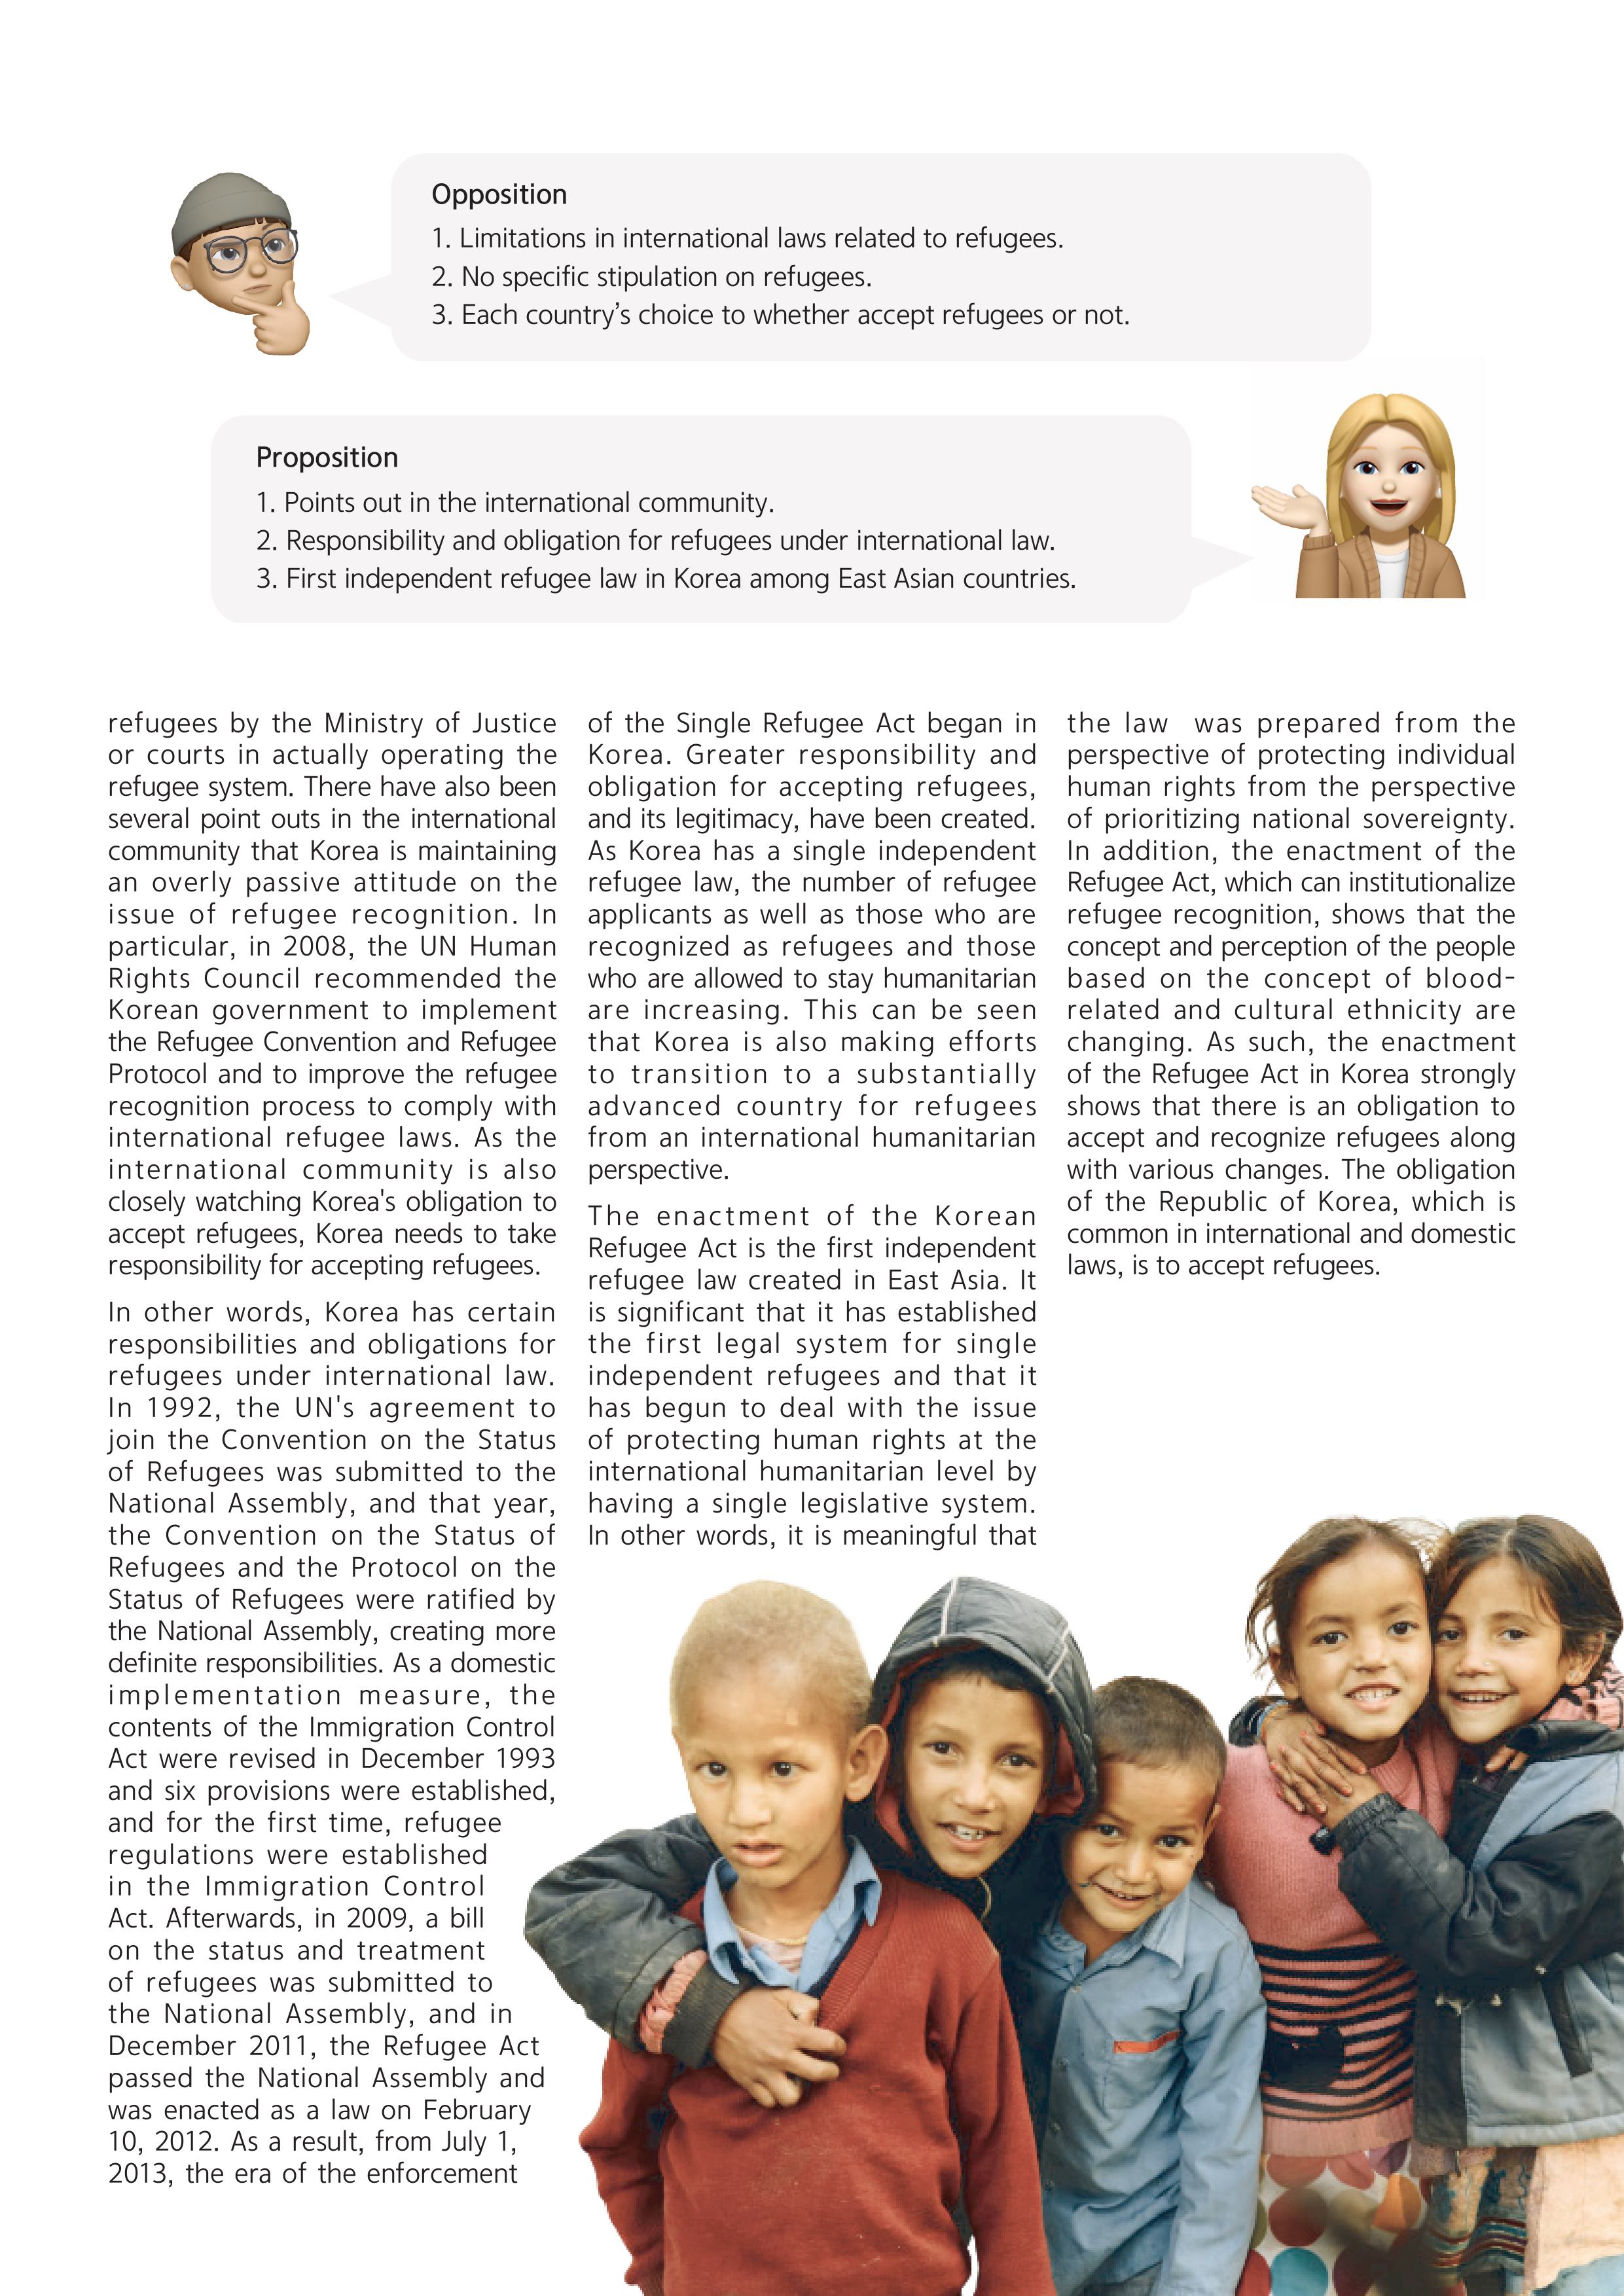 Opposition
1. Limitations in international laws related to refugees.
2. No specific stipulation on refugees.
3. Each country’s choice to whether accept refugees or not.
Proposition
1. Points out in the international community.
2. Responsibility and obligation for refugees under international law.
3. First independent refugee law in Korea among East Asian countries.
refugees by the Ministry of Justice
or courts in actually operating the
refugee system. There have also been
several point outs in the international
community that Korea is maintaining
an overly passive attitude on the
issue of refugee recognition. In
particular, in 2008, the UN Human
Rights Council recommended the
Korean government to implement
the Refugee Convention and Refugee
Protocol and to improve the refugee
recognition process to comply with
international refugee laws. As the
international community is also
closely watching Korea's obligation to
accept refugees, Korea needs to take
responsibility for accepting refugees.
In other words, Korea has certain
responsibilities and obligations for
refugees under international law.
In 1992, the UN's agreement to
join the Convention on the Status
of Refugees was submitted to the
National Assembly, and that year,
the Convention on the Status of
Refugees and the Protocol on the
Status of Refugees were ratified by
the National Assembly, creating more
definite responsibilities. As a domestic
implementation measure, the
contents of the Immigration Control
Act were revised in December 1993
and six provisions were established,
and for the first time, refugee
regulations were established
in the Immigration Control
Act. Afterwards, in 2009, a bill
on the status and treatment
of refugees was submitted to
the National Assembly, and in
December 2011, the Refugee Act
passed the National Assembly and
was enacted as a law on February
10, 2012. As a result, from July 1,
2013, the era of the enforcement
of the Single Refugee Act began in
Korea. Greater responsibility and
obligation for accepting refugees,
and its legitimacy, have been created.
As Korea has a single independent
refugee law, the number of refugee
applicants as well as those who are
recognized as refugees and those
who are allowed to stay humanitarian
are increasing. This can be seen
that Korea is also making efforts
to transition to a substantially
advanced country for refugees
from an international humanitarian
perspective.
The enactment of the Korean
Refugee Act is the first independent
refugee law created in East Asia. It
is significant that it has established
the first legal system for single
independent refugees and that it
has begun to deal with the issue
of protecting human rights at the
international humanitarian level by
having a single legislative system.
In other words, it is meaningful that
the law was prepared from the
perspective of protecting individual
human rights from the perspective
of prioritizing national sovereignty.
In addition, the enactment of the
Refugee Act, which can institutionalize
refugee recognition, shows that the
concept and perception of the people
based on the concept of blood-
related and cultural ethnicity are
changing. As such, the enactment
of the Refugee Act in Korea strongly
shows that there is an obligation to
accept and recognize refugees along
with various changes. The obligation
of the Republic of Korea, which is
common in international and domestic
laws, is to accept refugees.